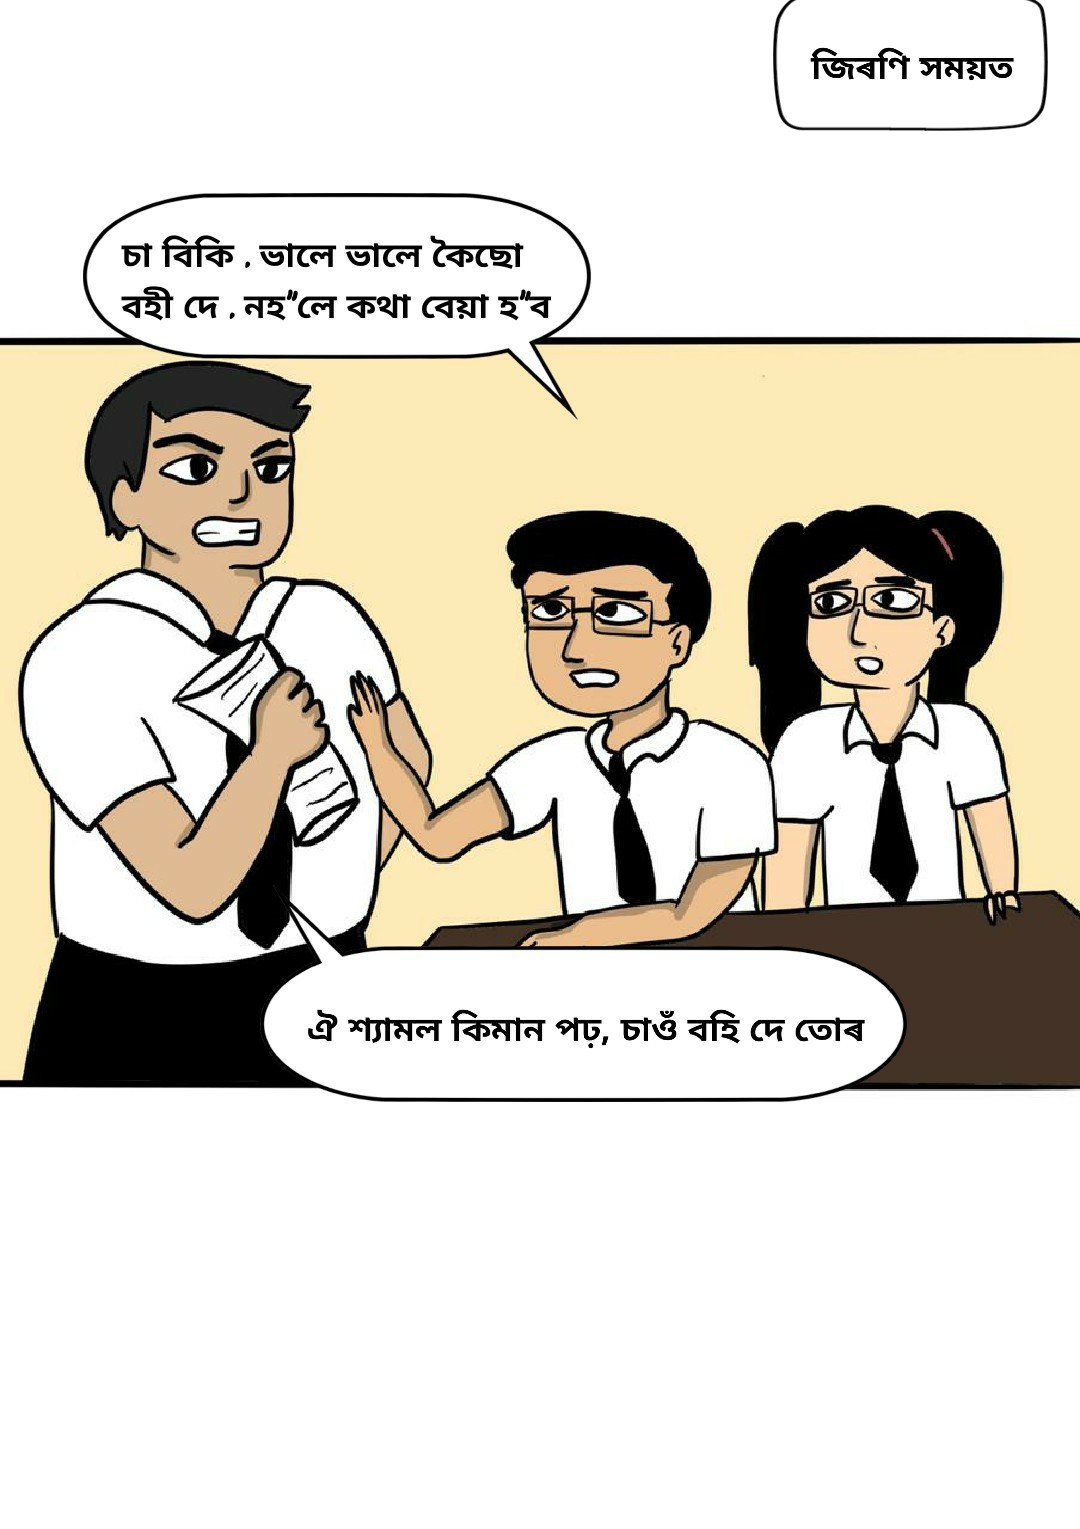 জিৰণি সময়ত
চা বিকি , ভালে ভালে কৈছো
বহী দে , নহ"লে কথা বেয়া হ"ব
ঐ শ্যামল কিমান পঢ়, চাওঁ বহি দে তোৰ